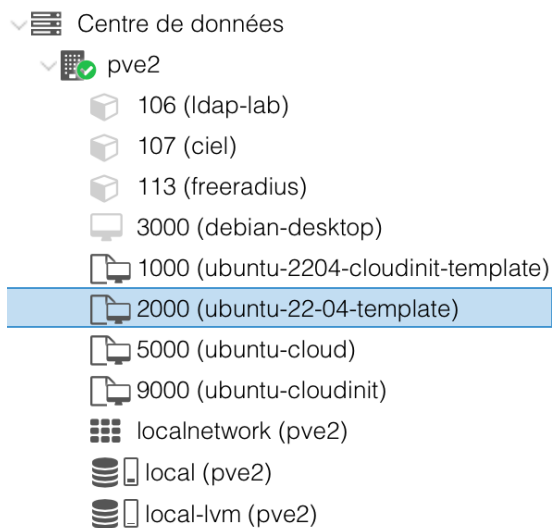 Centre de données
pve2
106 (ldap-lab)
107 (ciel)
113 (freeradius)
3000 (debian-desktop)
1000 (ubuntu-2204-cloudinit-template)
2000 (ubuntu-22-04-template)
5000 (ubuntu-cloud)
9000 (ubuntu-cloudinit)
localnetwork (pve2)
local (pve2)
local-lvm (pve2)